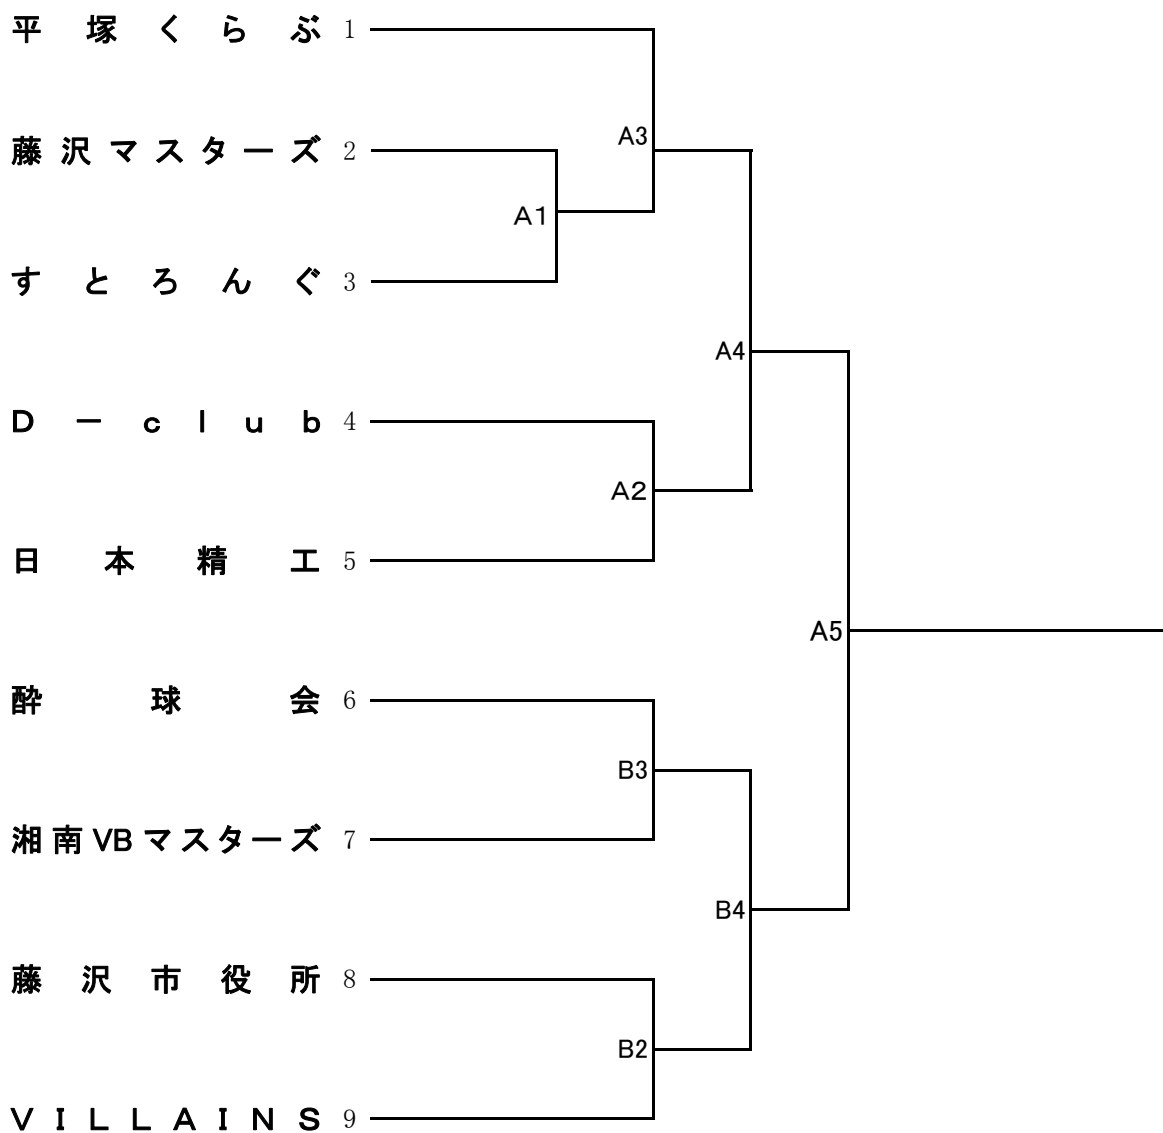 平塚くらぶ 1
A3
藤沢マスターズ 2
A1
すとろんぐ 3
A4
D－club 4
A2
日本精工 5
A5
酔球会 6
B3
湘南VBマスターズ 7
B4
藤沢市役所 8
B2
VILLAINS 9